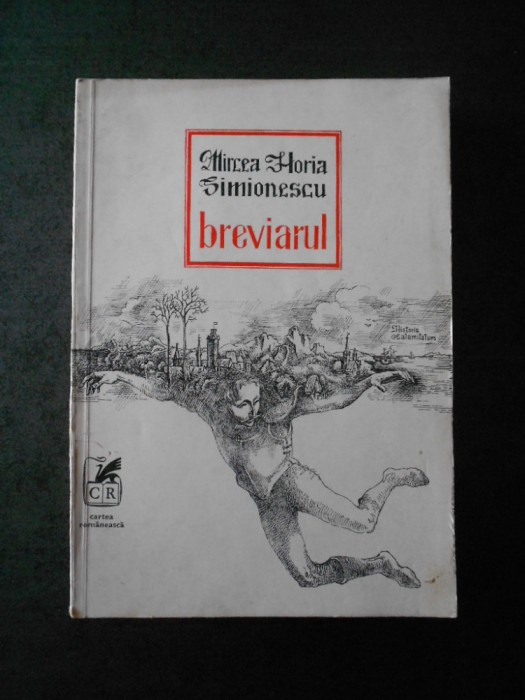 Mircea Horia
Simionescu
breviarul
Historia
Calamitatum
CR
cartea
românească